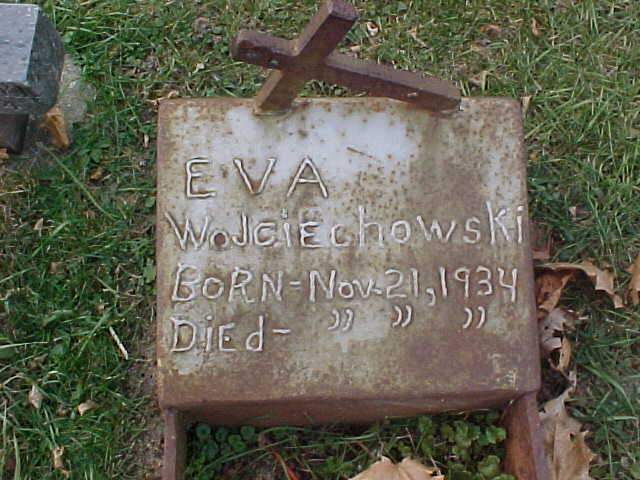 EVA
WoJciEchowski
BORN = Nov. 21, 1934
Died - " " "